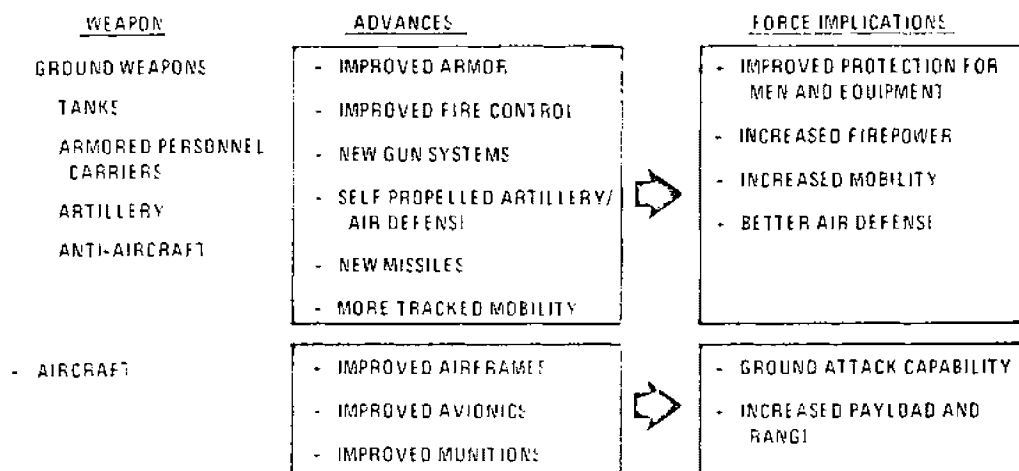 WEAPON
ADVANCES
FORCE IMPLICATIONS
GROUND WEAPONS
TANKS
ARMORED PERSONNEL
CARRIERS
ARTILLERY
ANTI-AIRCRAFT
- IMPROVED ARMOR
- IMPROVED FIRE CONTROL
- NEW GUN SYSTEMS
- SELF PROPELLED ARTILLERY/
AIR DEFENSE
- NEW MISSILES
- MORE TRACKED MOBILITY
- IMPROVED PROTECTION FOR
MEN AND EQUIPMENT
- INCREASED FIREPOWER
- INCREASED MOBILITY
- BETTER AIR DEFENSE
- AIRCRAFT
- IMPROVED AIRFRAMES
- IMPROVED AVIONICS
- IMPROVED MUNITIONS
- GROUND ATTACK CAPABILITY
- INCREASED PAYLOAD AND
RANGE